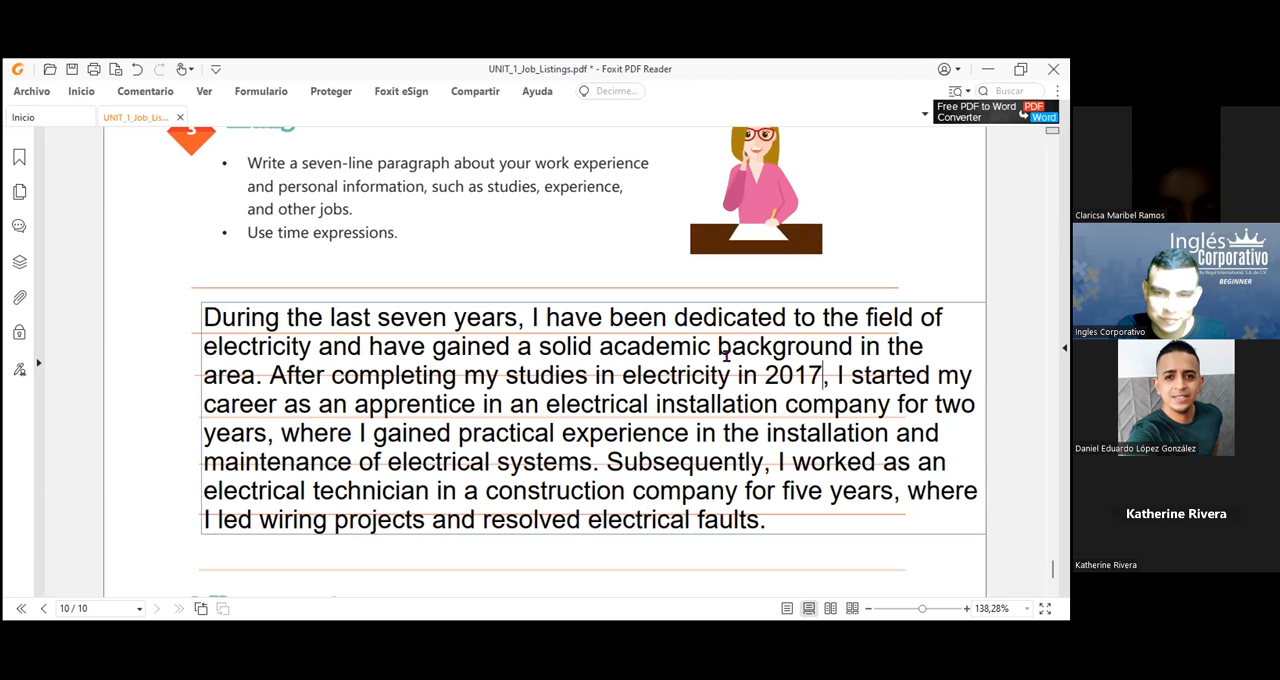 UNIT_1_Job_Listings.pdf * - Foxit PDF Reader
Archivo Inicio Comentario Ver Formulario Proteger Foxit eSign Compartir Ayuda Decirme... Buscar
Inicio UNIT_1_Job_Lis... Free PDF to Word Converter PDF Word
• Write a seven-line paragraph about your work experience
and personal information, such as studies, experience,
and other jobs.
• Use time expressions.
During the last seven years, I have been dedicated to the field of
electricity and have gained a solid academic background in the
area. After completing my studies in electricity in 2017, I started my
career as an apprentice in an electrical installation company for two
years, where I gained practical experience in the installation and
maintenance of electrical systems. Subsequently, I worked as an
electrical technician in a construction company for five years, where
I led wiring projects and resolved electrical faults.
10 / 10 138,28%
Claricsa Maribel Ramos
Inglés
Corporativo
By Regal International, S.A. de C.V.
BEGINNER
Ingles Corporativo
Daniel Eduardo López González
Katherine Rivera
Katherine Rivera